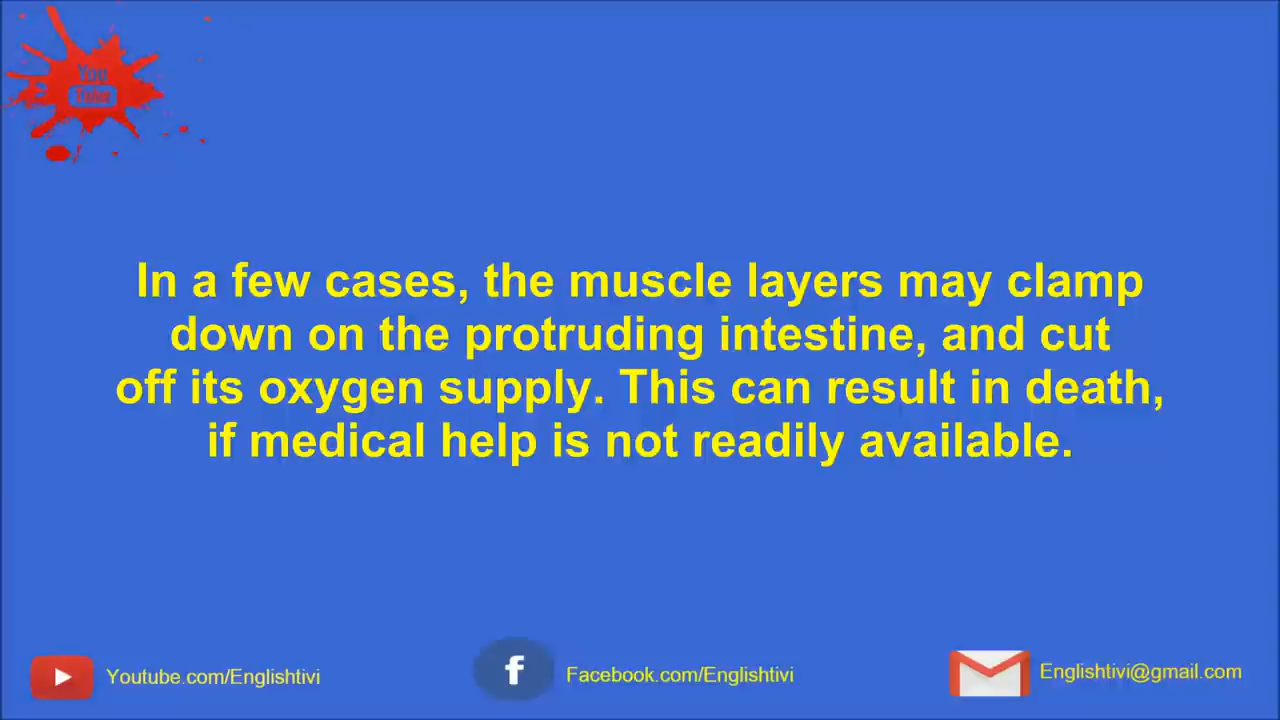 You
Tube
In a few cases, the muscle layers may clamp
down on the protruding intestine, and cut
off its oxygen supply. This can result in death,
if medical help is not readily available.
Youtube.com/Englishtivi
f
Facebook.com/Englishtivi
Englishtivi@gmail.com